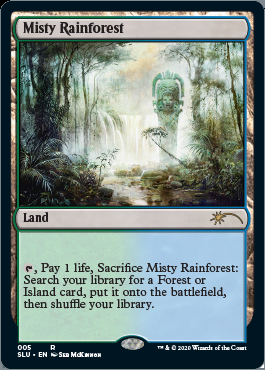 Misty Rainforest
Land
, Pay 1 life, Sacrifice Misty Rainforest:
Search your library for a Forest or
Island card, put it onto the battlefield,
then shuffle your library.
005 R
SLU • EN Seb McKinnon
™ & © 2020 Wizards of the Coast